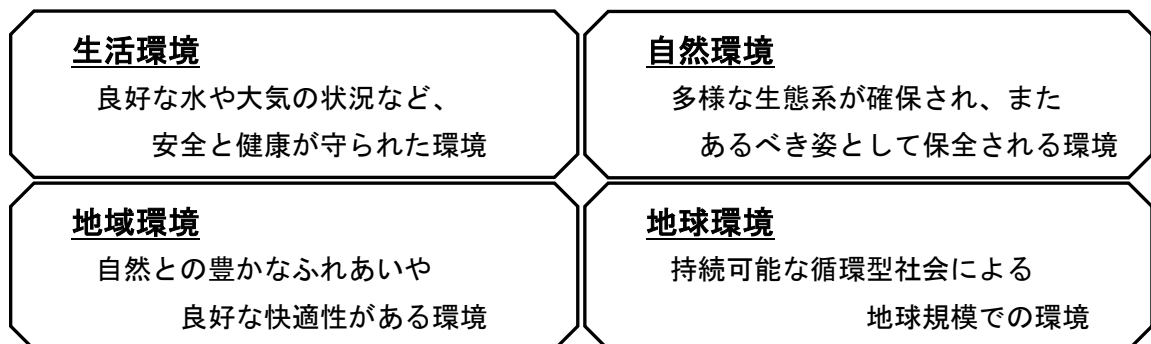 生活環境
良好な水や大気の状況など、
安全と健康が守られた環境
自然環境
多様な生態系が確保され、また
あるべき姿として保全される環境
地域環境
自然との豊かなふれあいや
良好な快適性がある環境
地球環境
持続可能な循環型社会による
地球規模での環境